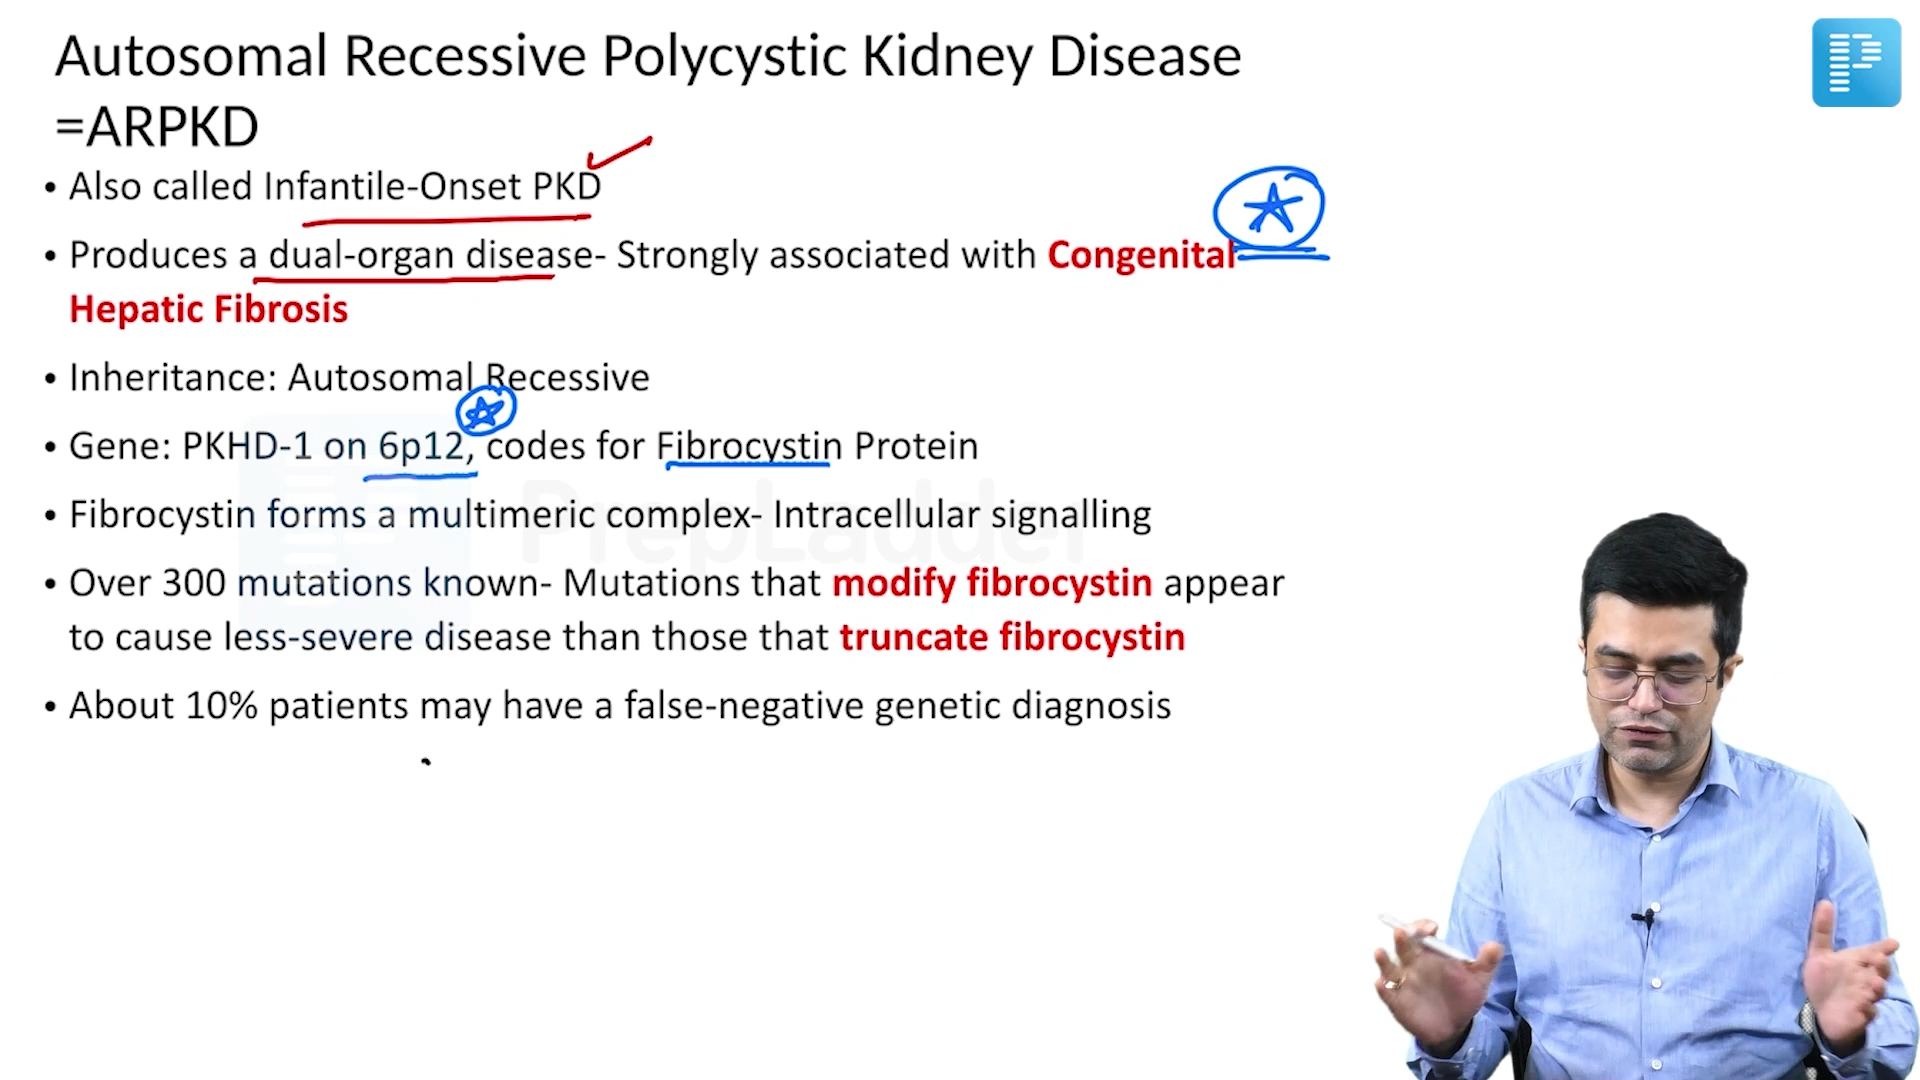 Autosomal Recessive Polycystic Kidney Disease
=ARPKD
• Also called Infantile-Onset PKD
• Produces a dual-organ disease- Strongly associated with Congenital
Hepatic Fibrosis
• Inheritance: Autosomal Recessive
• Gene: PKHD-1 on 6p12, codes for Fibrocystin Protein
• Fibrocystin forms a multimeric complex- Intracellular signalling
PrepLadder
• Over 300 mutations known- Mutations that modify fibrocystin appear
to cause less-severe disease than those that truncate fibrocystin
• About 10% patients may have a false-negative genetic diagnosis